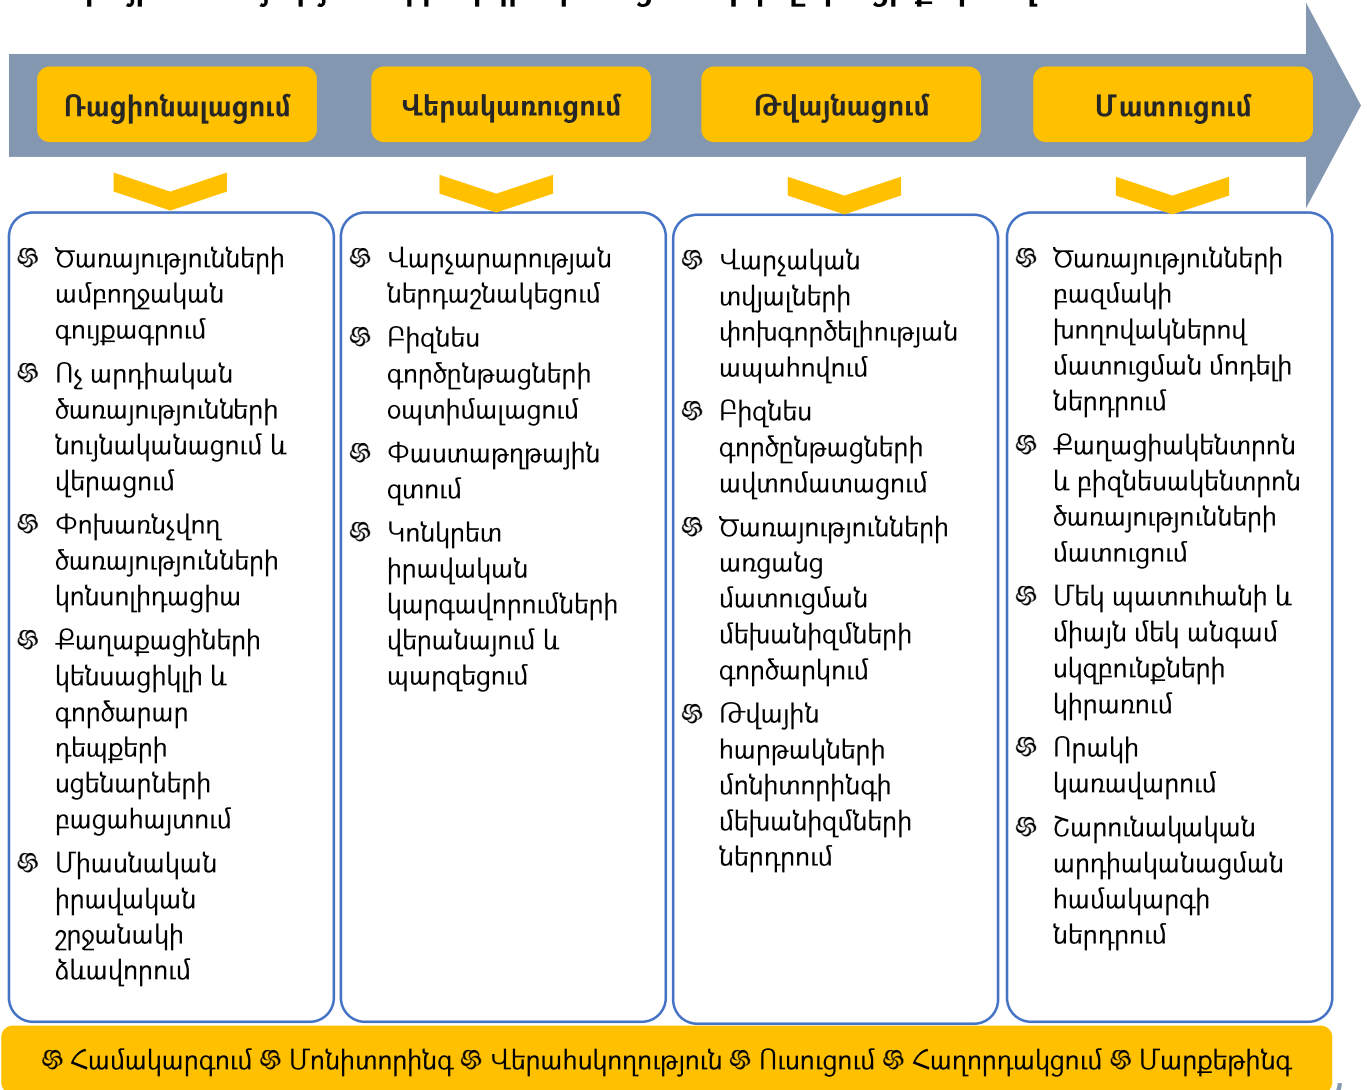 Ռացիոնալացում
Վերակառուցում
Թվայնացում
Մատուցում
Ծառայությունների
ամբողջական
գույքագրում
Ոչ արդիական
ծառայությունների
նույնականացում և
վերացում
Փոխառնչվող
ծառայությունների
կոնսոլիդացիա
Քաղաքացիների
կենսացիկլի և
գործարար
դեպքերի
սցենարների
բացահայտում
Միասնական
իրավական
շրջանակի
ձևավորում
Վարչարարության
ներդաշնակեցում
Բիզնես
գործընթացների
օպտիմալացում
Փաստաթղթային
զտում
Կոնկրետ
իրավական
կարգավորումների
վերանայում և
պարզեցում
Վարչական
տվյալների
փոխգործելիության
ապահովում
Բիզնես
գործընթացների
ավտոմատացում
Ծառայությունների
առցանց
մատուցման
մեխանիզմների
գործարկում
Թվային
հարթակների
մոնիտորինգի
մեխանիզմների
ներդրում
Ծառայությունների
բազմակի
խողովակներով
մատուցման մոդելի
ներդրում
Քաղացիակենտրոն
և բիզնեսակենտրոն
ծառայությունների
մատուցում
Մեկ պատուհանի և
միայն մեկ անգամ
սկզբունքների
կիրառում
Որակի
կառավարում
Շարունակական
արդիականացման
համակարգի
ներդրում
Համակարգում Մոնիտորինգ Վերահսկողություն Ուսուցում Հաղորդակցում Մարքեթինգ